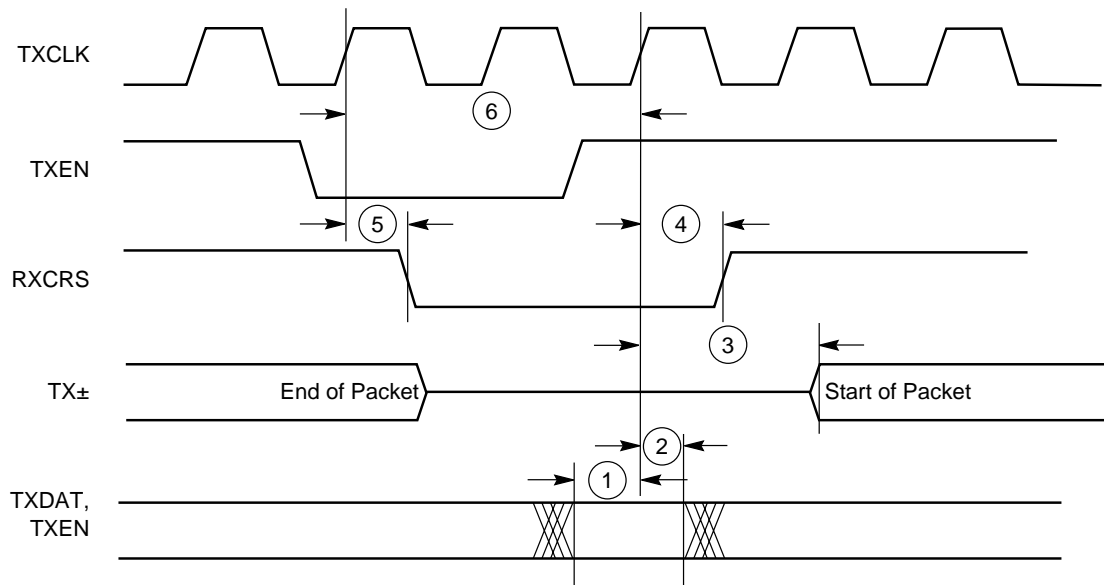 TXCLK
6
TXEN
5
4
RXCRS
3
TX±
End of Packet
Start of Packet
2
1
TXDAT,
TXEN